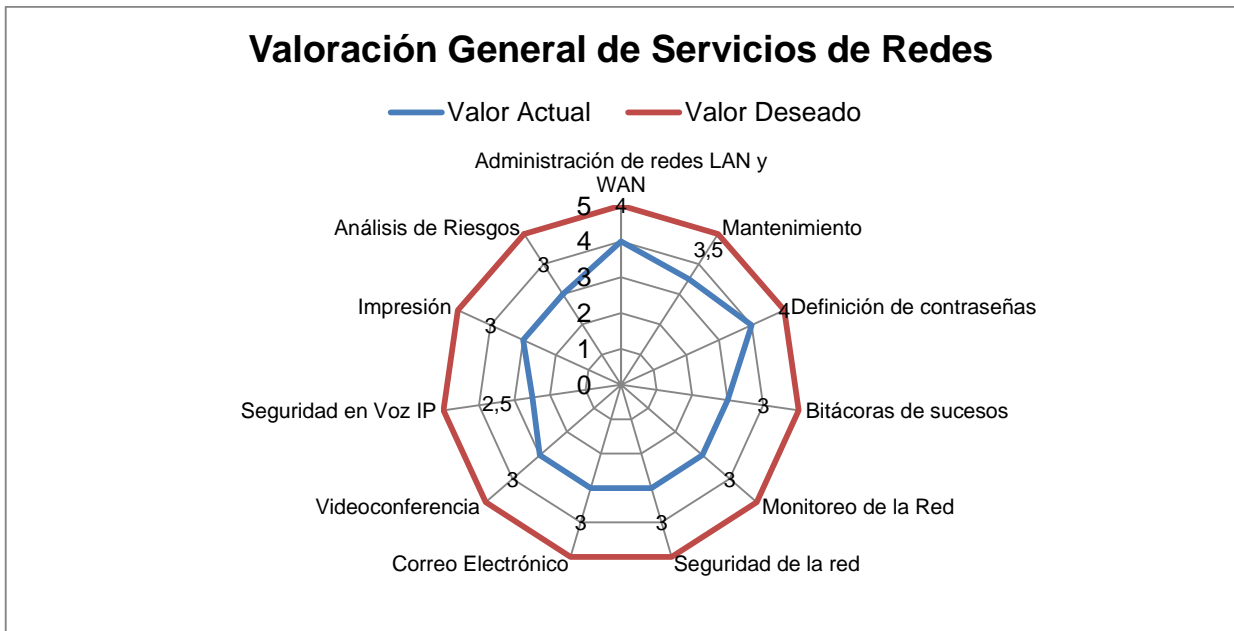 Valoración General de Servicios de Redes
Valor Actual Valor Deseado
Administración de redes LAN y
WAN
5 4
Análisis de Riesgos Mantenimiento
4 3 3,5
3
Impresión 3 2 4 Definición de contraseñas
1
0
Seguridad en Voz IP 2,5 3 Bitácoras de sucesos
Videoconferencia 3 3 Monitoreo de la Red
3 3
Correo Electrónico Seguridad de la red